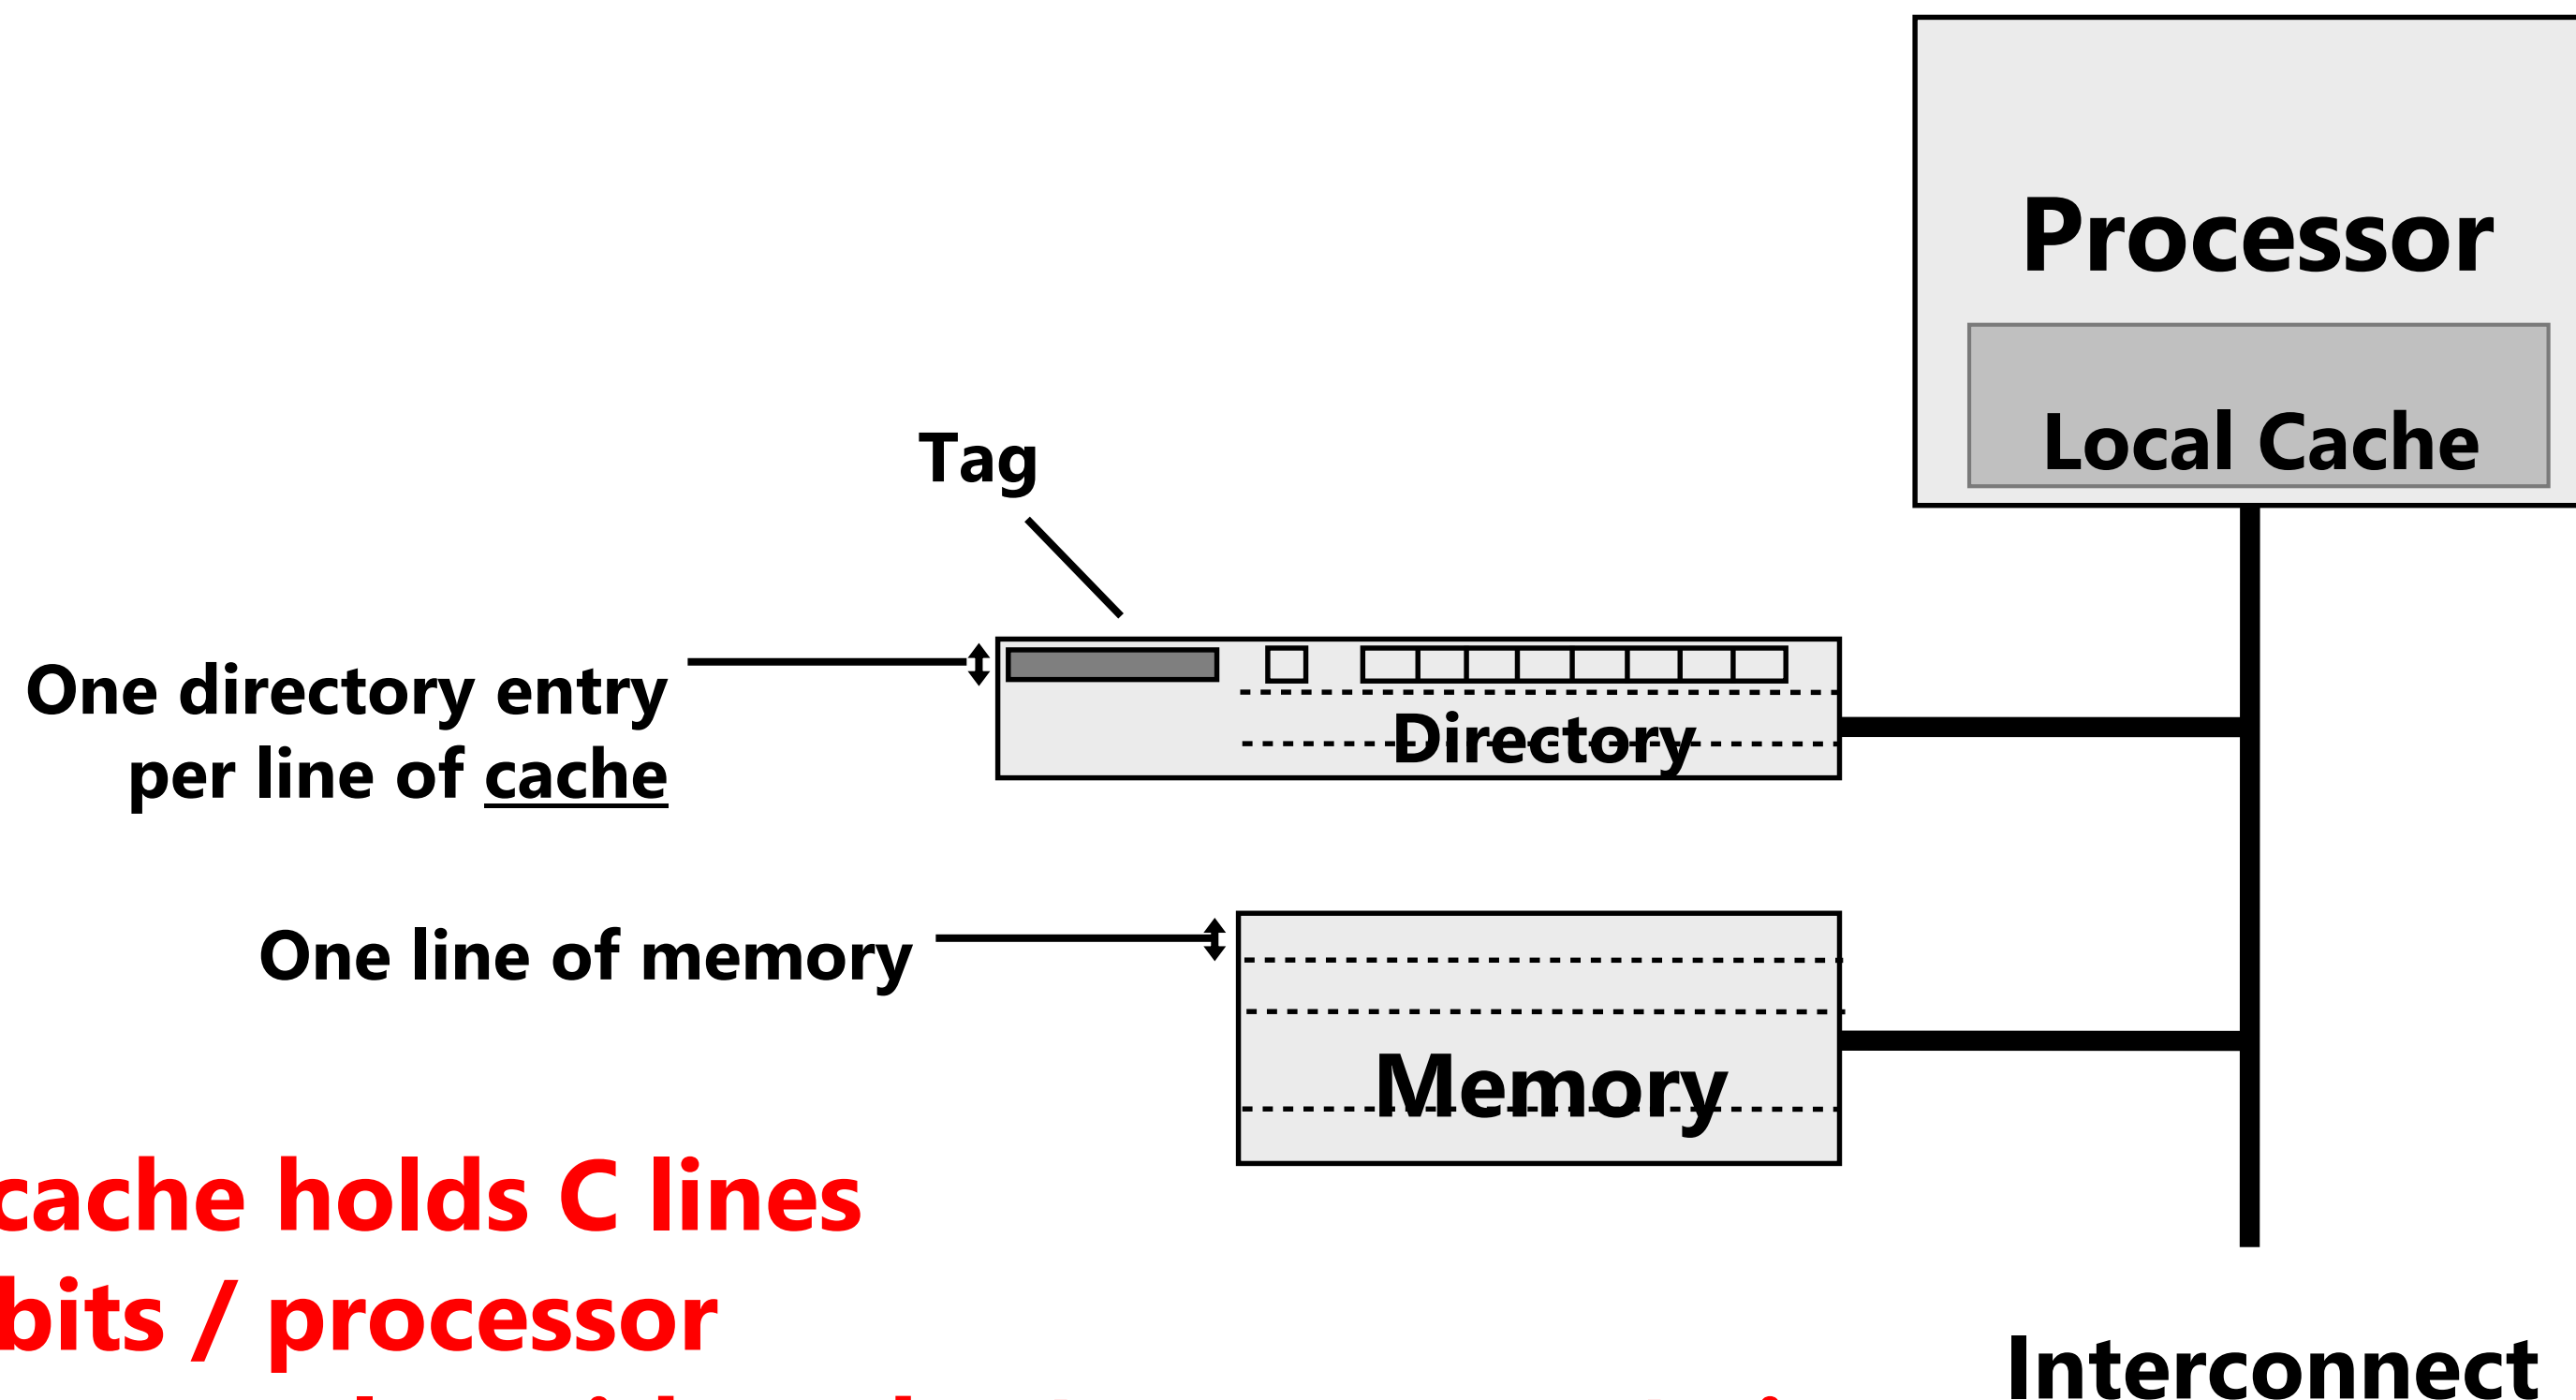 Processor
Local Cache
Tag
One directory entry
per line of cache
Directory
One line of memory
Memory
cache holds C lines
bits / processor
Interconnect